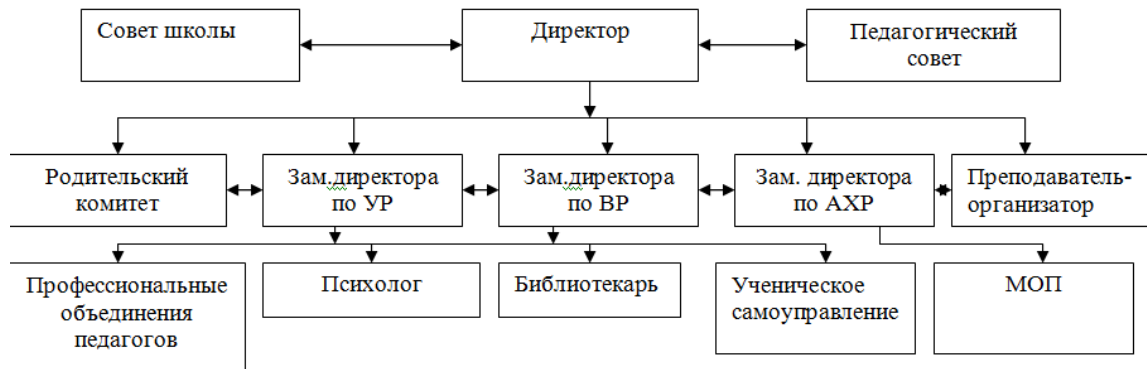 Совет школы
Директор
Педагогический
совет
Родительский
комитет
Зам.директора
по УР
Зам.директора
по ВР
Зам. директора
по АХР
Преподаватель-
организатор
Профессиональные
объединения
педагогов
Психолог
Библиотекарь
Ученическое
самоуправление
МОП